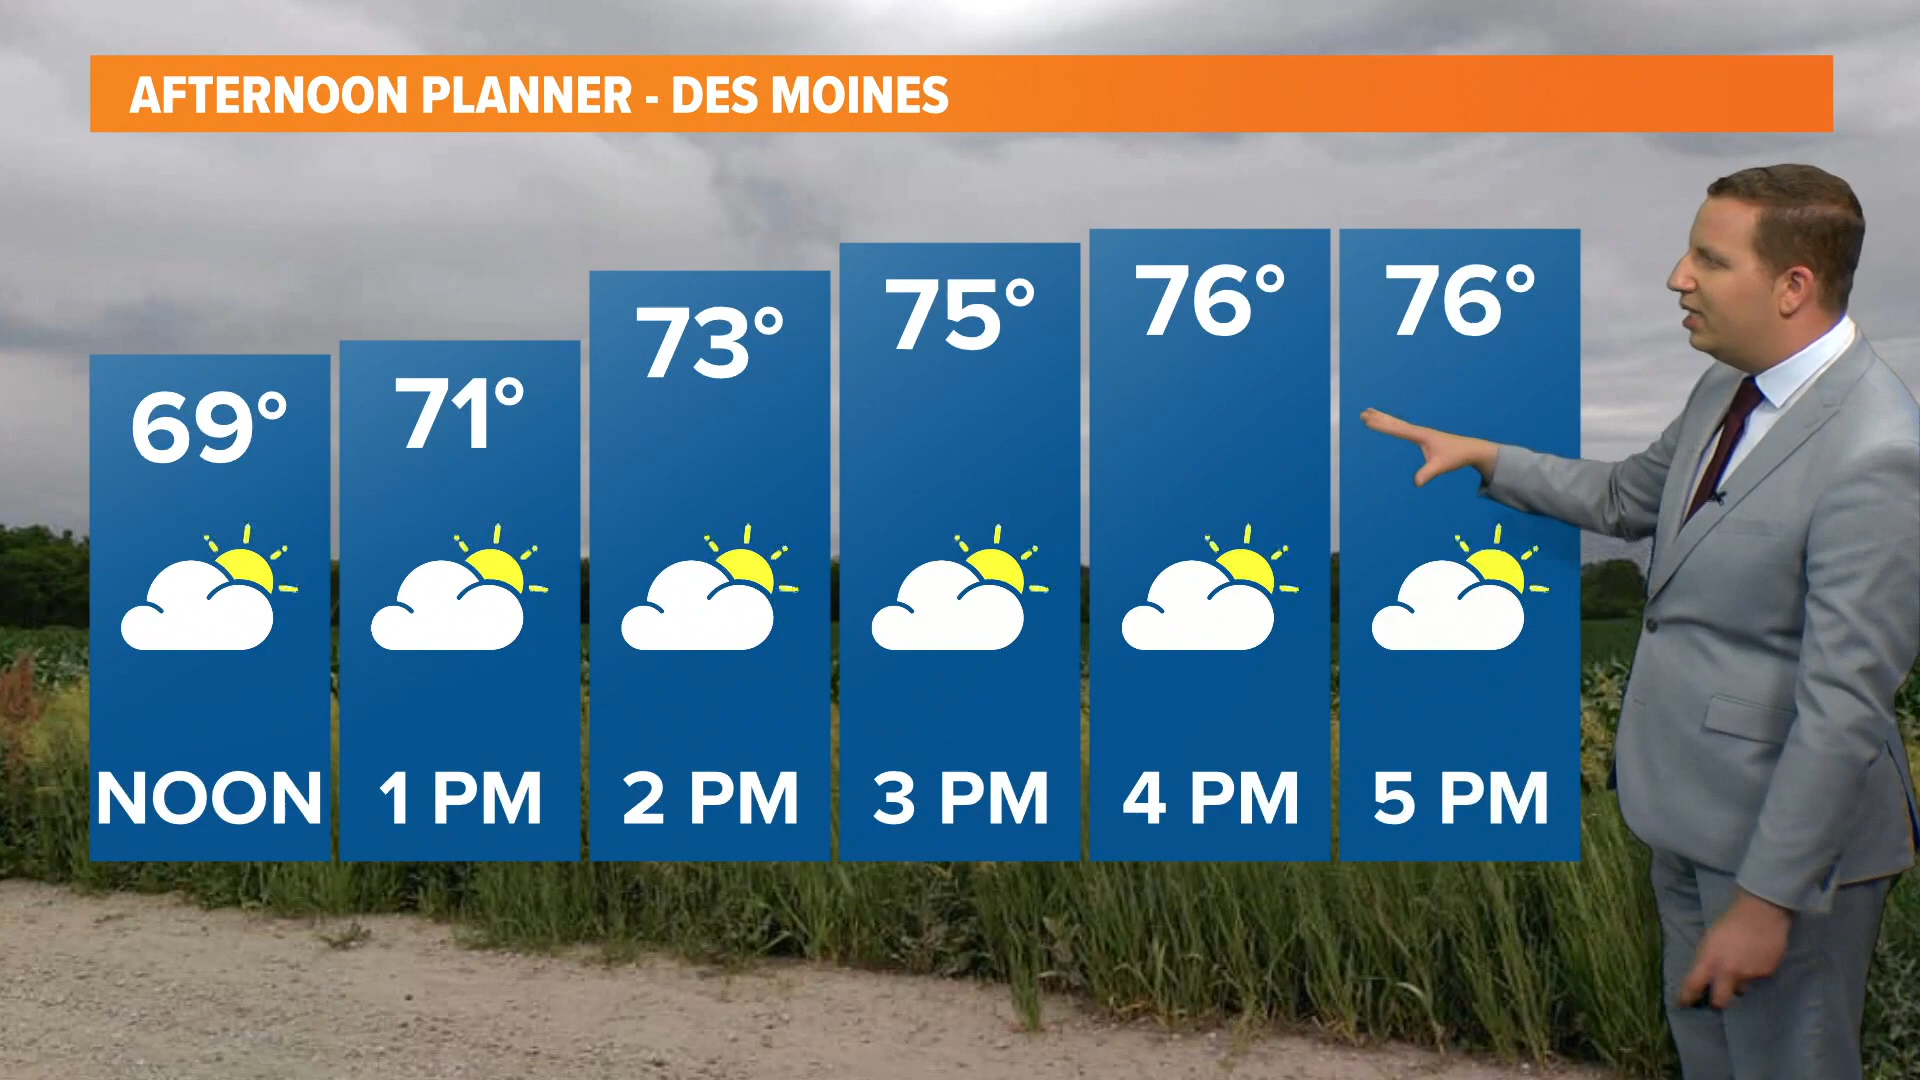 AFTERNOON PLANNER - DES MOINES
69° 71° 73° 75° 76° 76°
NOON 1 PM 2 PM 3 PM 4 PM 5 PM